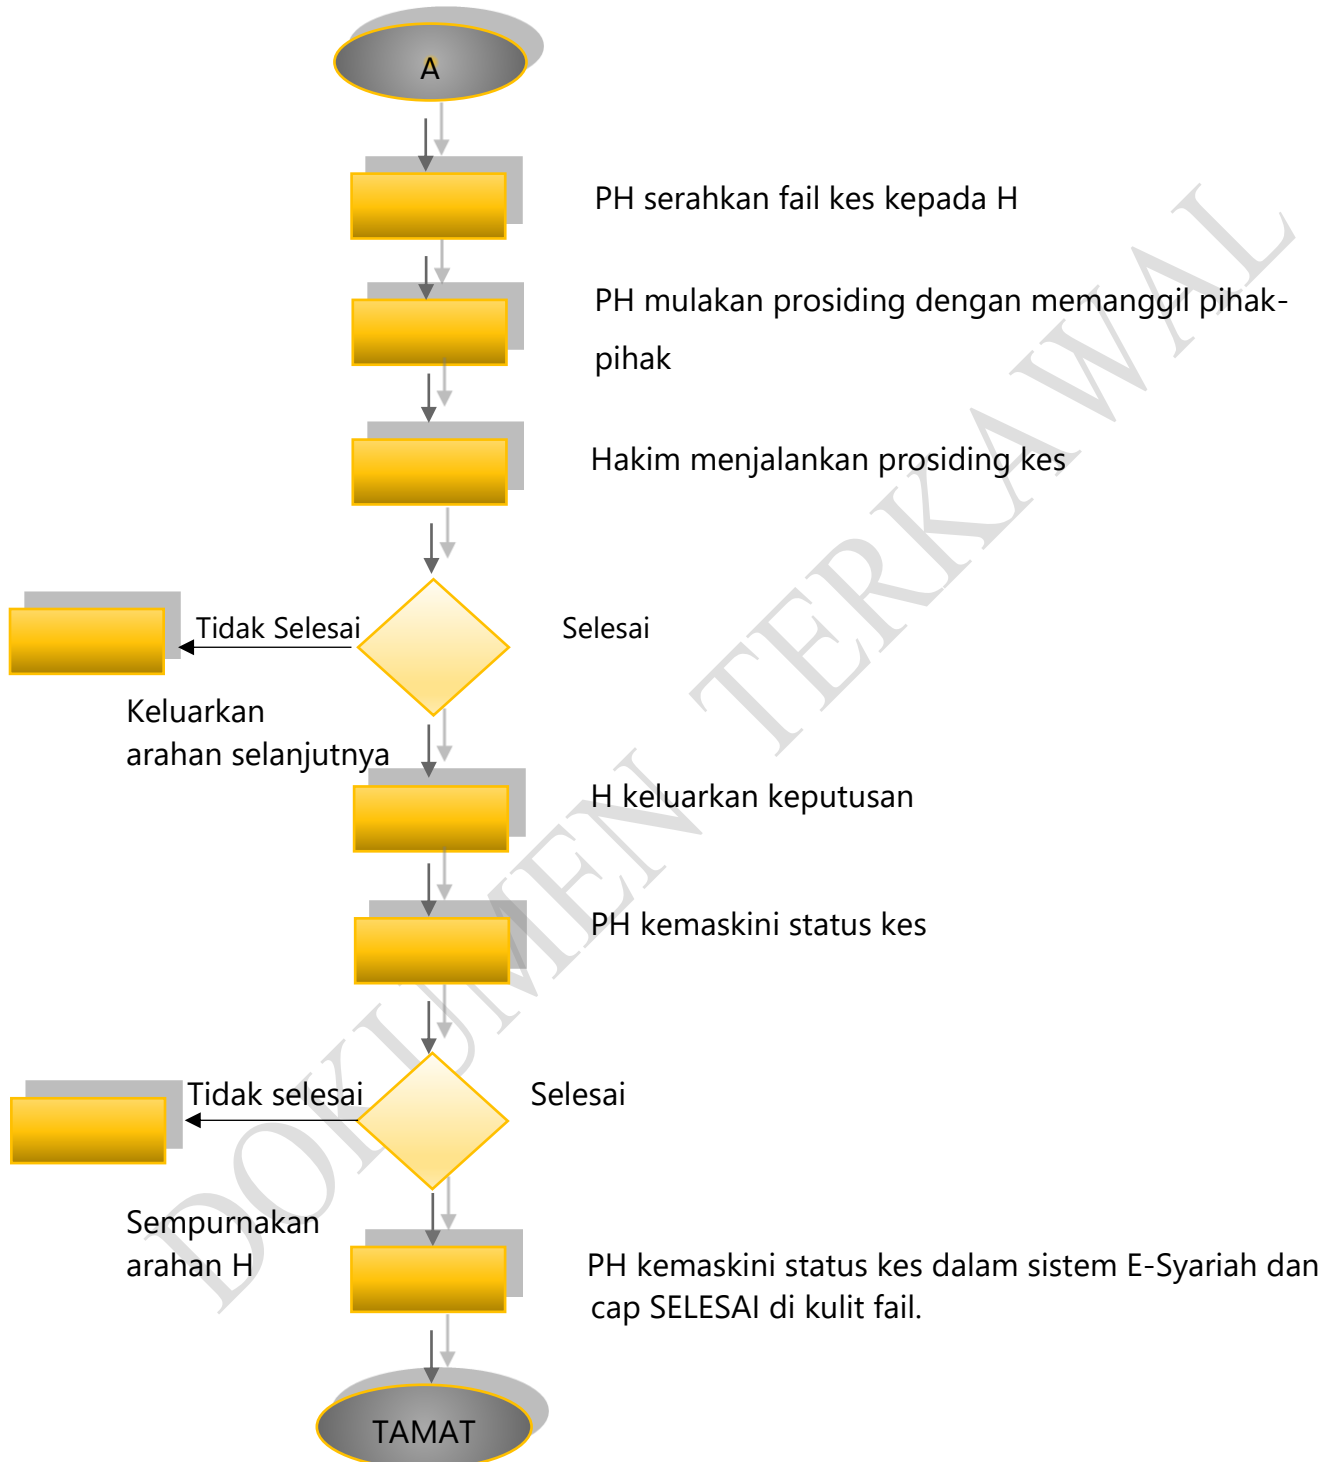 A
PH serahkan fail kes kepada H
PH mulakan prosiding dengan memanggil pihak-
pihak
Hakim menjalankan prosiding kes
Tidak Selesai
Selesai
Keluarkan
arahan selanjutnya
H keluarkan keputusan
PH kemaskini status kes
Tidak selesai
Selesai
Sempurnakan
arahan H
PH kemaskini status kes dalam sistem E-Syariah dan
cap SELESAI di kulit fail.
TAMAT
DOKUMEN TERKAWAL